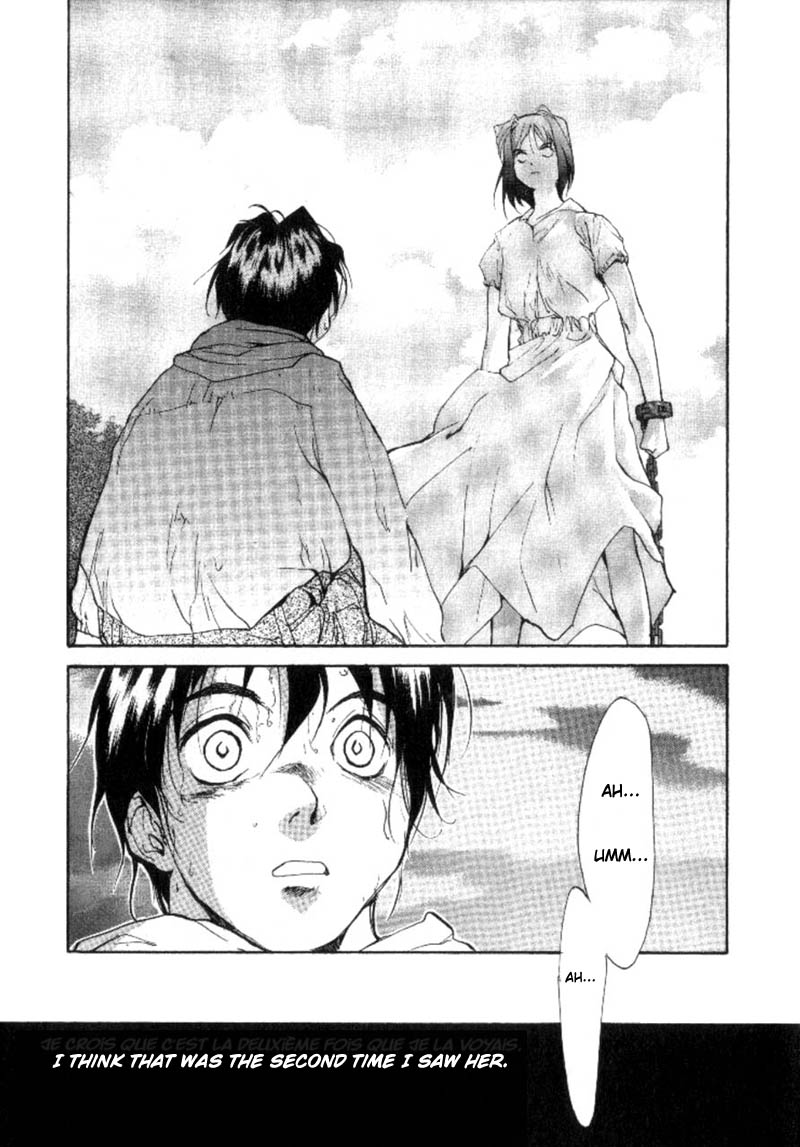 AH...
UMM...
AH...
JE CROIS QUE C'EST LA DEUXIÈME FOIS QUE JE LA VOYAIS.
I THINK THAT WAS THE SECOND TIME I SAW HER.